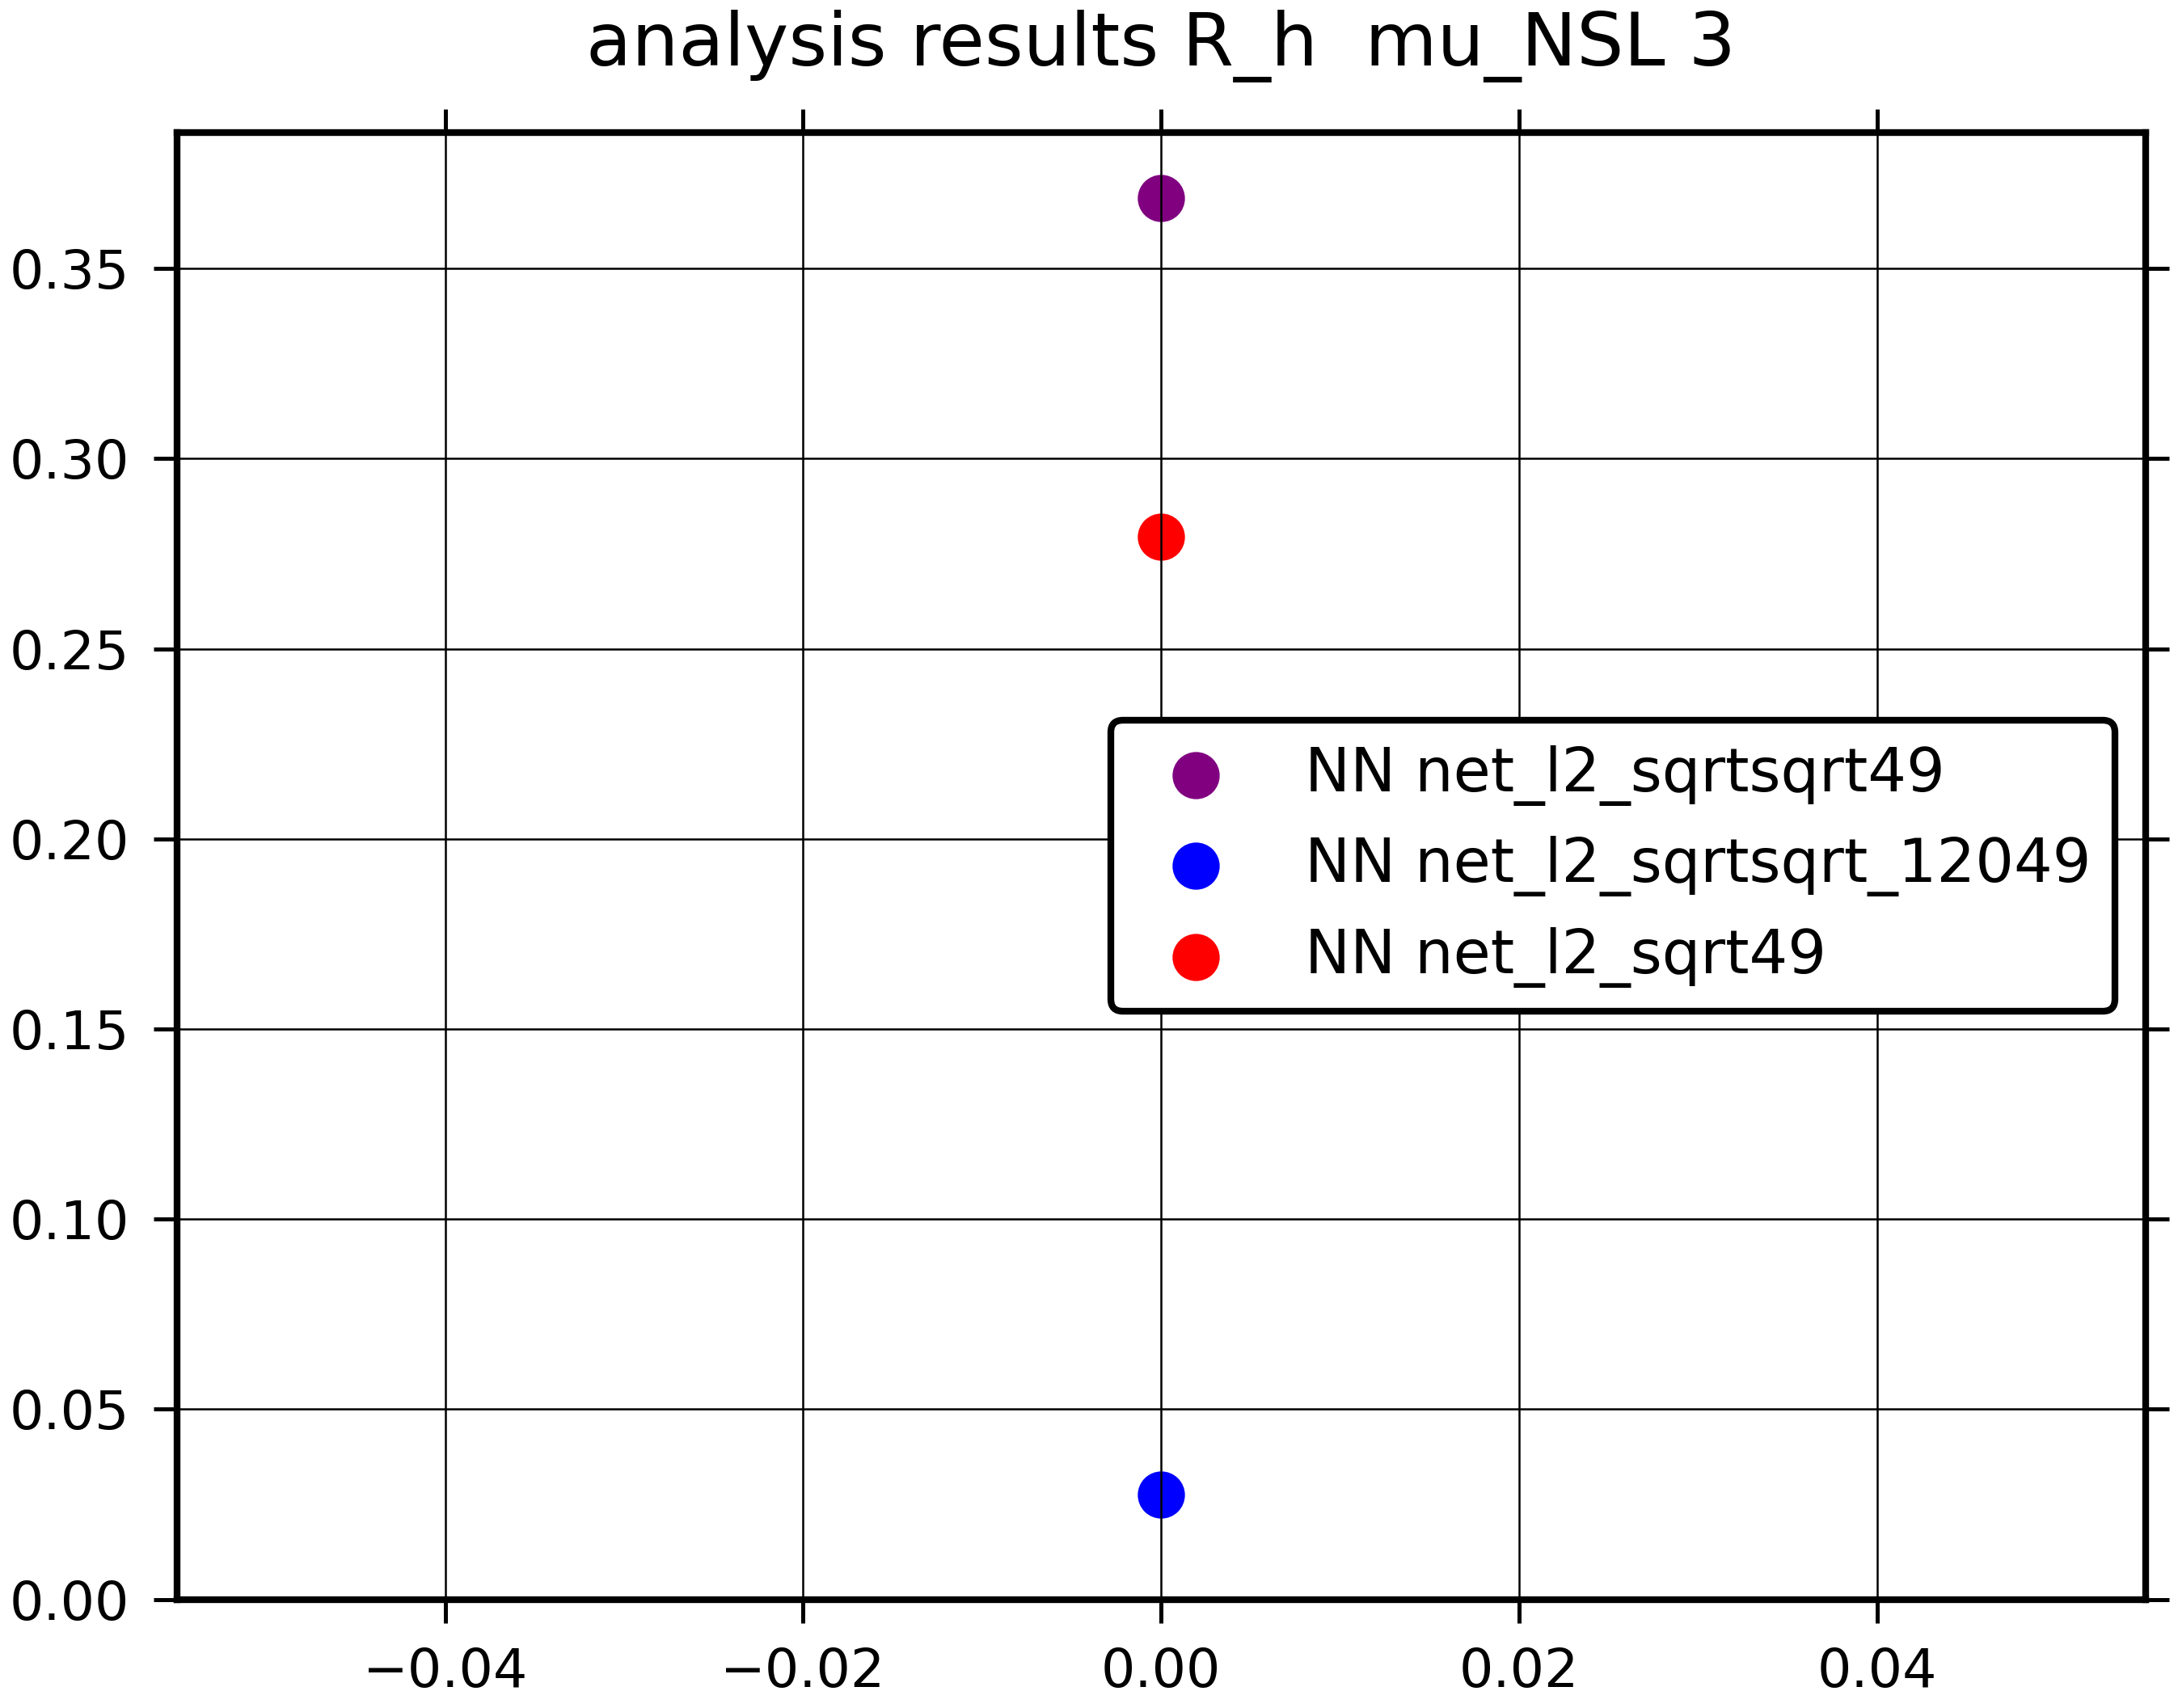 analysis results R_h  mu_NSL 3
0.35
0.30
0.25
0.20
0.15
0.10
0.05
0.00
NN net_l2_sqrtsqrt49
NN net_l2_sqrtsqrt_12049
NN net_l2_sqrt49
−0.04 −0.02 0.00 0.02 0.04